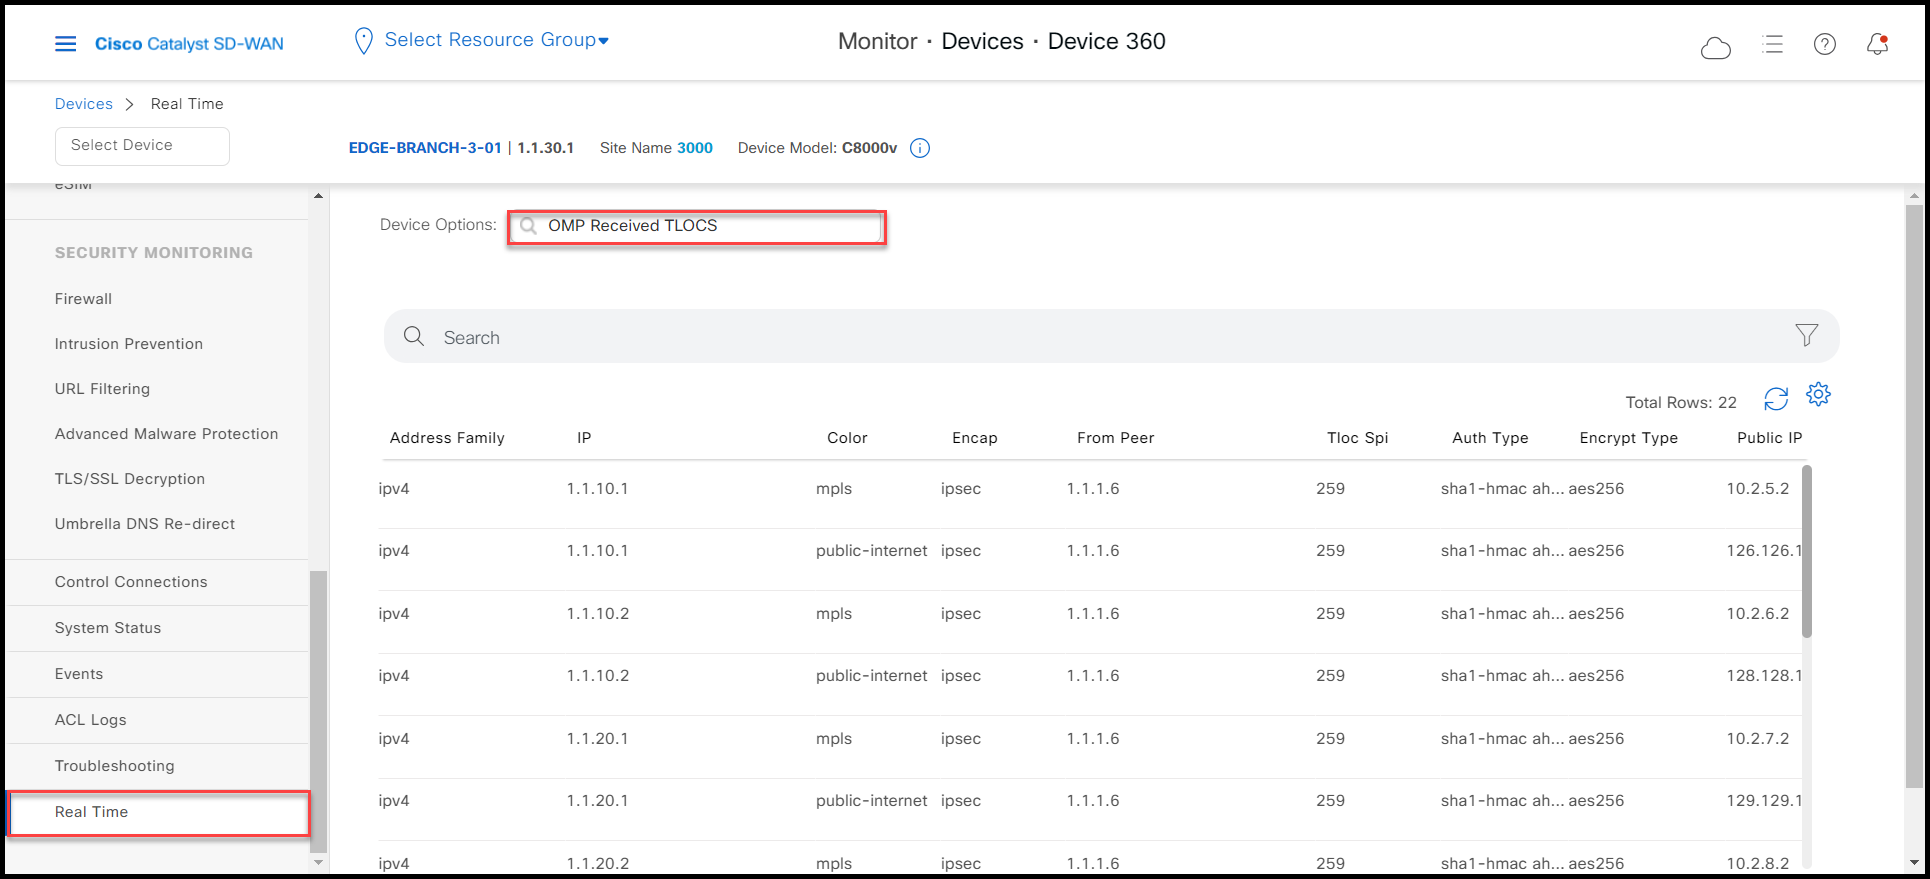 Cisco Catalyst SD-WAN
Select Resource Group
Monitor · Devices · Device 360
Devices > Real Time
Select Device
EDGE-BRANCH-3-01 | 1.1.30.1 Site Name 3000 Device Model: C8000v
eSIM
SECURITY MONITORING
Firewall
Intrusion Prevention
URL Filtering
Advanced Malware Protection
TLS/SSL Decryption
Umbrella DNS Re-direct
Control Connections
System Status
Events
ACL Logs
Troubleshooting
Real Time
Device Options: OMP Received TLOCS
Search
Total Rows: 22
Address Family IP Color Encap From Peer Tloc Spi Auth Type Encrypt Type Public IP
ipv4 1.1.10.1 mpls ipsec 1.1.1.6 259 sha1-hmac ah... aes256 10.2.5.2
ipv4 1.1.10.1 public-internet ipsec 1.1.1.6 259 sha1-hmac ah... aes256 126.126.1
ipv4 1.1.10.2 mpls ipsec 1.1.1.6 259 sha1-hmac ah... aes256 10.2.6.2
ipv4 1.1.10.2 public-internet ipsec 1.1.1.6 259 sha1-hmac ah... aes256 128.128.1
ipv4 1.1.20.1 mpls ipsec 1.1.1.6 259 sha1-hmac ah... aes256 10.2.7.2
ipv4 1.1.20.1 public-internet ipsec 1.1.1.6 259 sha1-hmac ah... aes256 129.129.1
ipv4 1.1.20.2 mpls ipsec 1.1.1.6 259 sha1-hmac ah... aes256 10.2.8.2